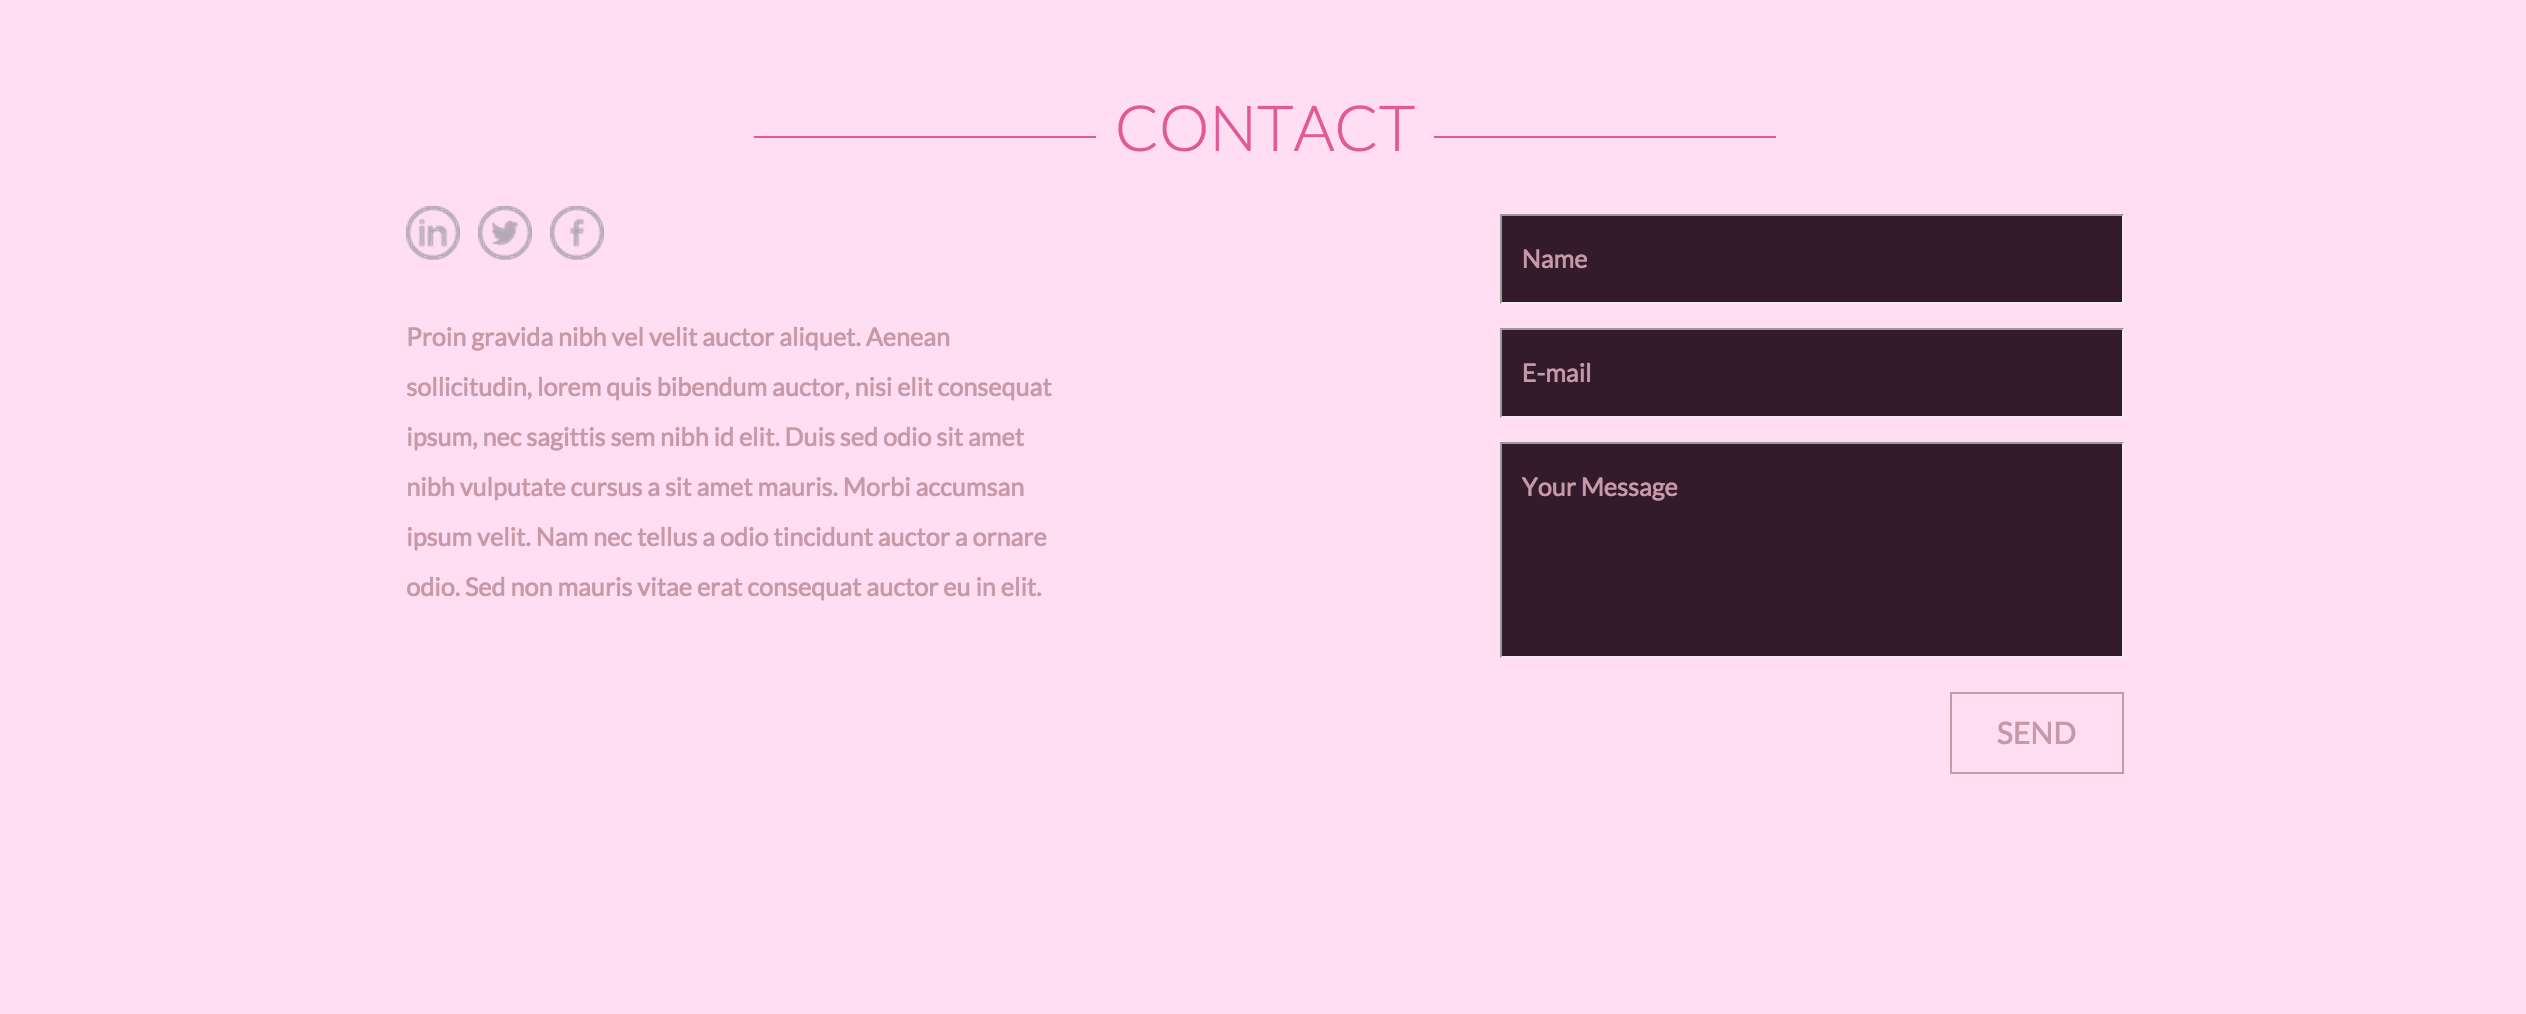 CONTACT
in f
Proin gravida nibh vel velit auctor aliquet. Aenean
sollicitudin, lorem quis bibendum auctor, nisi elit consequat
ipsum, nec sagittis sem nibh id elit. Duis sed odio sit amet
nibh vulputate cursus a sit amet mauris. Morbi accumsan
ipsum velit. Nam nec tellus a odio tincidunt auctor a ornare
odio. Sed non mauris vitae erat consequat auctor eu in elit.
Name
E-mail
Your Message
SEND